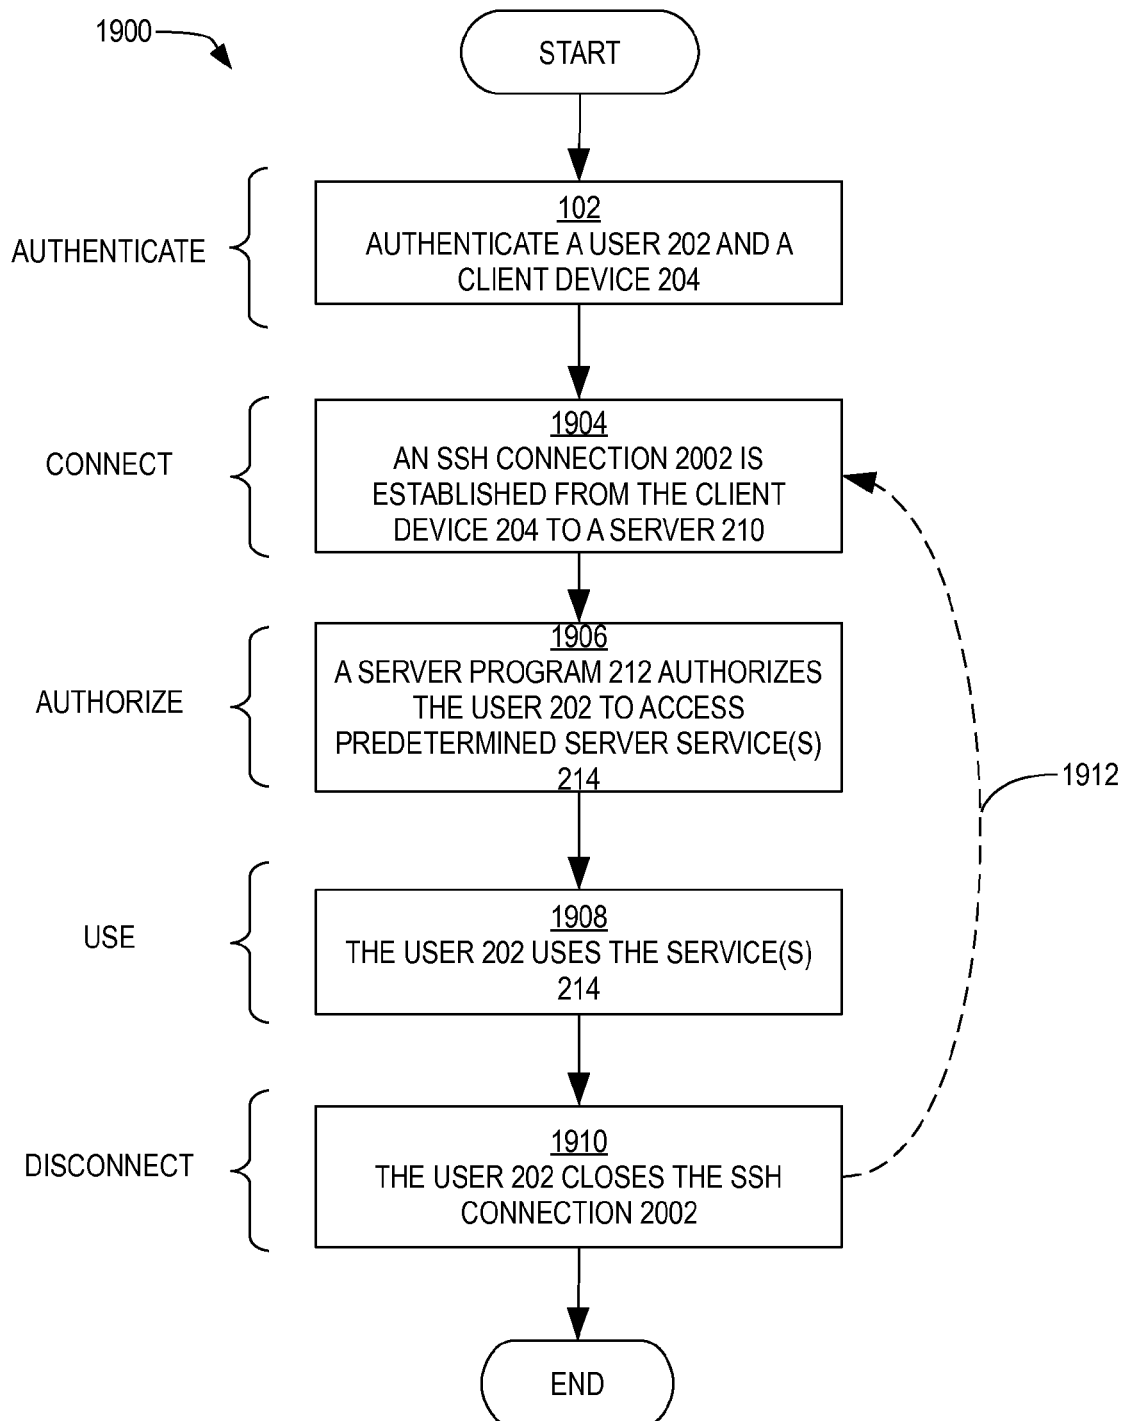 1900
START
AUTHENTICATE
102
AUTHENTICATE A USER 202 AND A
CLIENT DEVICE 204
CONNECT
1904
AN SSH CONNECTION 2002 IS
ESTABLISHED FROM THE CLIENT
DEVICE 204 TO A SERVER 210
AUTHORIZE
1906
A SERVER PROGRAM 212 AUTHORIZES
THE USER 202 TO ACCESS
PREDETERMINED SERVER SERVICE(S)
214
1912
USE
1908
THE USER 202 USES THE SERVICE(S)
214
DISCONNECT
1910
THE USER 202 CLOSES THE SSH
CONNECTION 2002
END